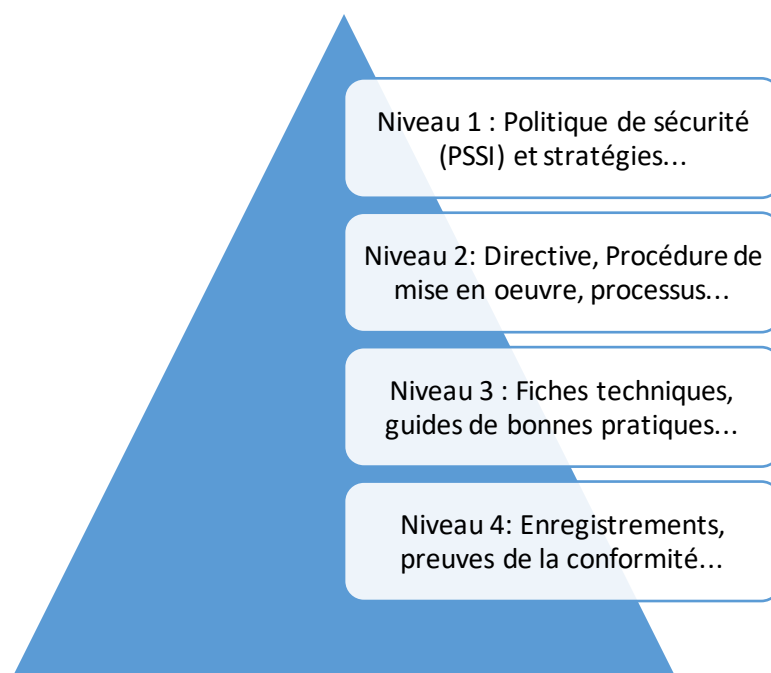 Niveau 1 : Politique de sécurité
(PSSI) et stratégies...
Niveau 2: Directive, Procédure de
mise en oeuvre, processus...
Niveau 3 : Fiches techniques,
guides de bonnes pratiques...
Niveau 4: Enregistrements,
preuves de la conformité...